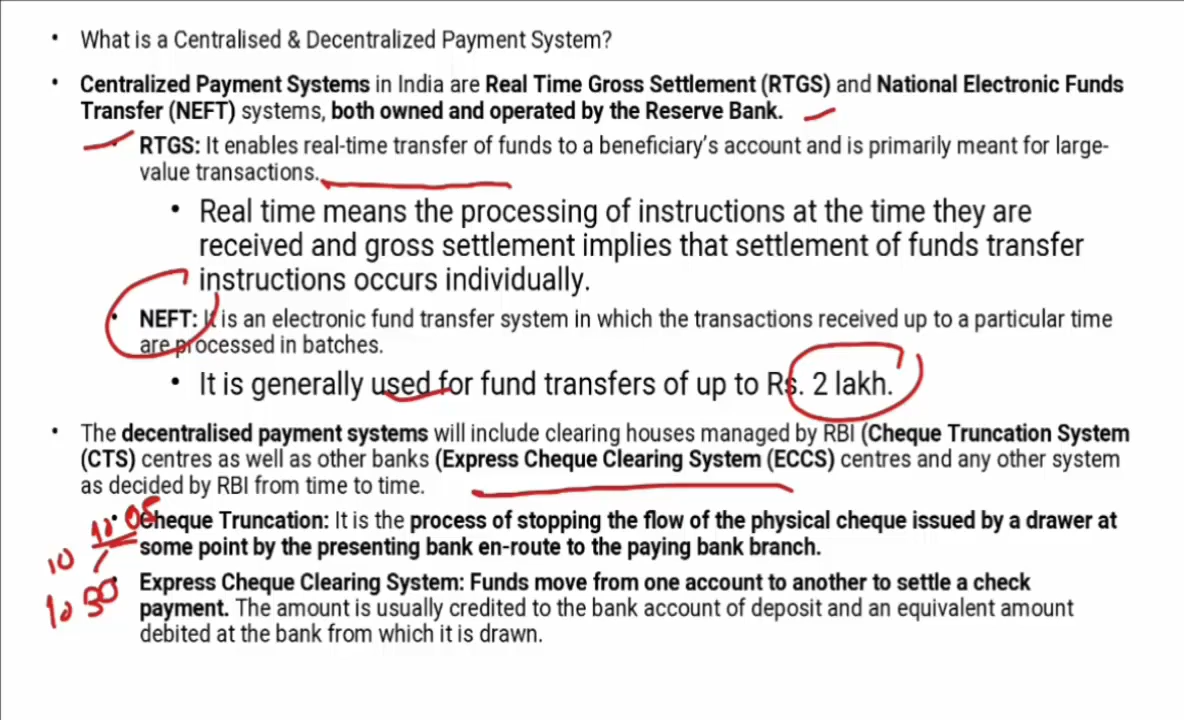 • What is a Centralised & Decentralized Payment System?
• Centralized Payment Systems in India are Real Time Gross Settlement (RTGS) and National Electronic Funds
Transfer (NEFT) systems, both owned and operated by the Reserve Bank.
• RTGS: It enables real-time transfer of funds to a beneficiary's account and is primarily meant for large-
value transactions.
• Real time means the processing of instructions at the time they are
received and gross settlement implies that settlement of funds transfer
instructions occurs individually.
• NEFT: It is an electronic fund transfer system in which the transactions received up to a particular time
are processed in batches.
• It is generally used for fund transfers of up to Rs. 2 lakh.
• The decentralised payment systems will include clearing houses managed by RBI (Cheque Truncation System
(CTS) centres as well as other banks (Express Cheque Clearing System (ECCS) centres and any other system
as decided by RBI from time to time.
10 05
• Cheque Truncation: It is the process of stopping the flow of the physical cheque issued by a drawer at
some point by the presenting bank en-route to the paying bank branch.
10
• Express Cheque Clearing System: Funds move from one account to another to settle a check
10 30
payment. The amount is usually credited to the bank account of deposit and an equivalent amount
debited at the bank from which it is drawn.